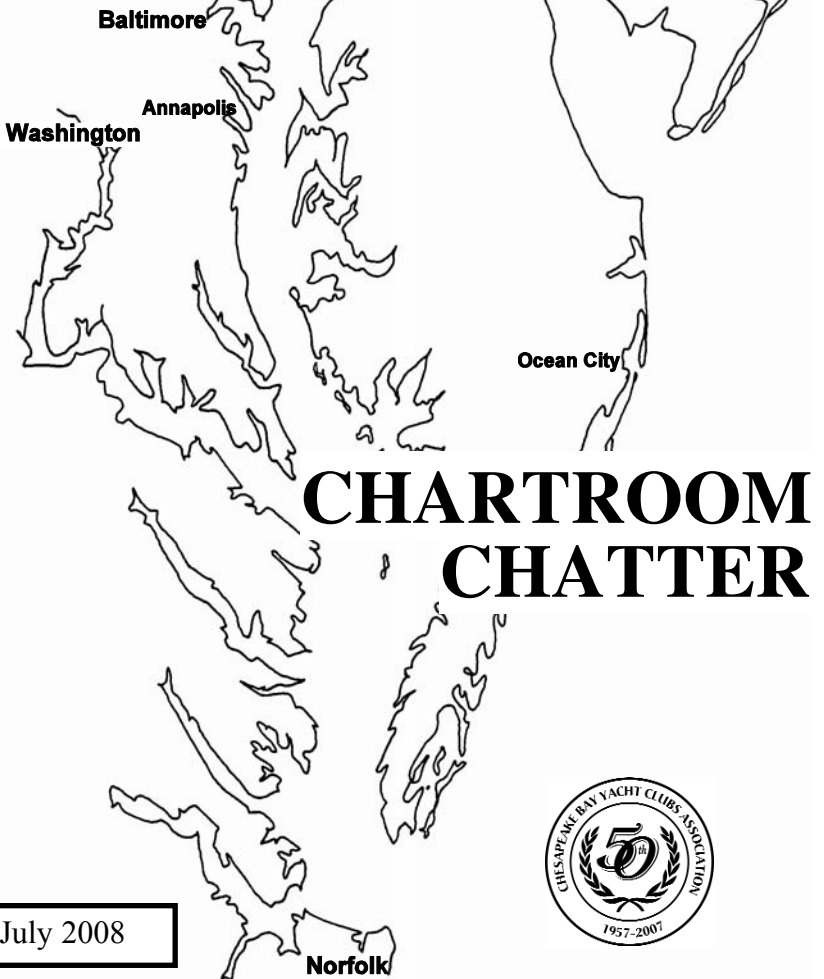 Baltimore
Annapolis
Washington
Ocean City
CHARTROOM
CHATTER
CHESAPEAKE BAY YACHT CLUBS ASSOCIATION
50th
1957-2007
July 2008
Norfolk